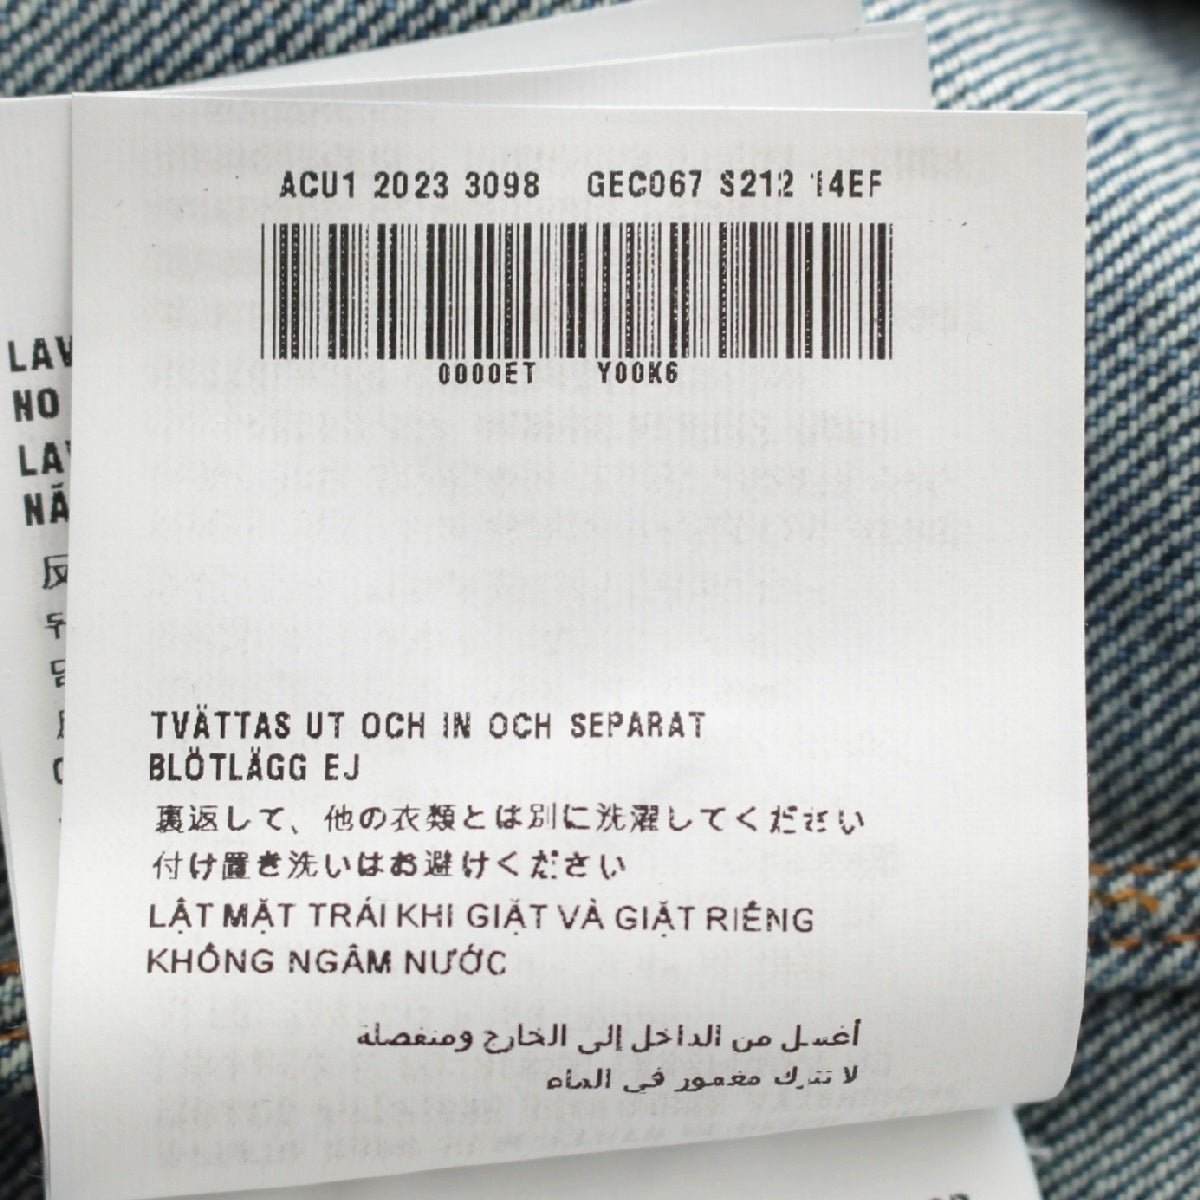 ACU1 2023 3098 GEC067 S212 14EF
0000ET Y00K6
LAV
NO
LAV
NÃ
反
뒤
TVÄTTAS UT OCH IN OCH SEPARAT
BLÖTLÄGG EJ
裏返して、他の衣類とは別に洗濯してください
付け置き洗いはお避けください
LẬT MẶT TRÁI KHI GIẶT VÀ GIẶT RIÊNG
KHÔNG NGÂM NƯỚC
أغسل من الداخل إلى الخارج ومنفصلة
لا تترك مغمور في الماء